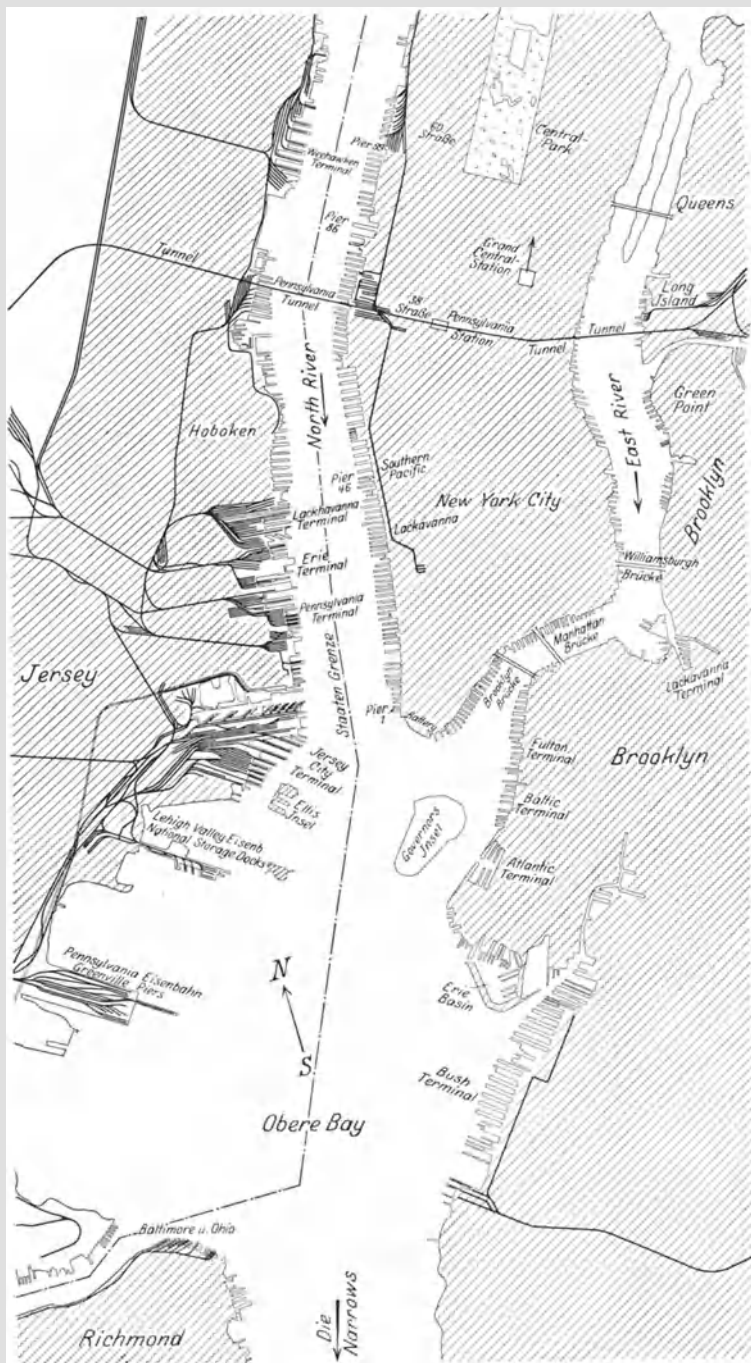 Weehawken
Terminal
Pier 99
60
Straße
Central-
Park
Pier
86
Queens
Grand
Central-
Station
Tunnel
Pennsylvania
Tunnel
38
Straße
Pennsylvania
Station
Tunnel
Tunnel
Long
Island
Green
Point
North River
East River
Hoboken
Pier
46
Southern
Pacific
New York City
Brooklyn
Lackhavanna
Terminal
Lackavanna
Erie
Terminal
Williamsburgh
Brücke
Pennsylvania
Terminal
Manhattan
Brücke
Brooklyn
Brücke
Lackavanna
Terminal
Jersey
Staaten Grenze
Pier
1
Battery
Jersey
City
Terminal
Fulton
Terminal
Brooklyn
Ellis
Insel
Baltic
Terminal
Governors
Insel
Lehigh Valley Eisenb.
National Storage Docks
Atlantic
Terminal
Pennsylvania Eisenbahn
Greenville Piers
N
S
Erie
Basin
Bush
Terminal
Obere Bay
Baltimore u. Ohio
Die
Narrows
Richmond